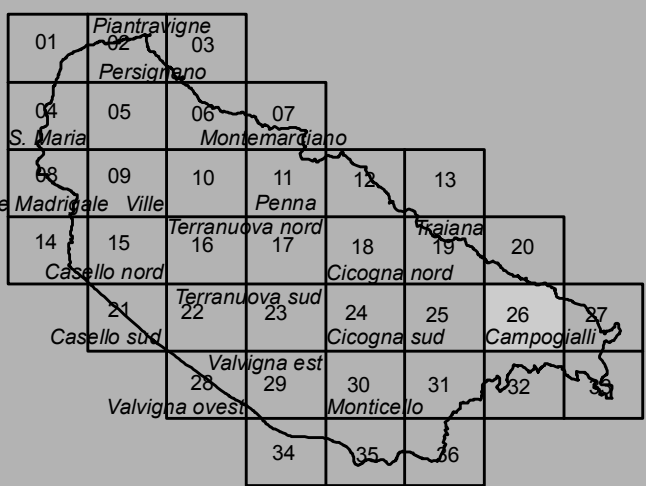 Piantravigne
01 02 03
Persignano
04 05 06 07
S. Maria Montemarciano
08 09 10 11 12 13
e Madrigale Ville Penna
Terranuova nord Traiana
14 15 16 17 18 19 20
Casello nord Cicogna nord
Terranuova sud
21 22 23 24 25 26 27
Casello sud Cicogna sud Campogialli
Valvigna est
28 29 30 31 32 33
Valvigna ovest Monticello
34 35 36